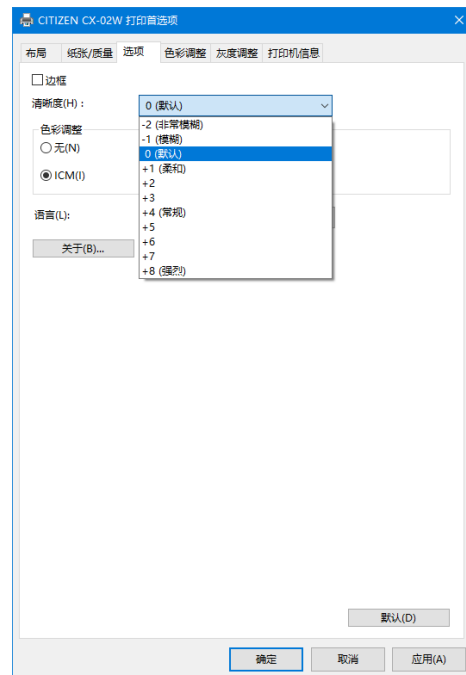 CITIZEN CX-02W 打印首选项
布局 纸张/质量 选项 色彩调整 灰度调整 打印机信息
边框
清晰度(H)： 0 (默认)
-2 (非常模糊)
色彩调整
-1 (模糊)
无(N)
0 (默认)
+1 (柔和)
ICM(I)
+2
+3
语言(L):
+4 (常规)
+5
关于(B)...
+6
+7
+8 (强烈)
默认(D)
确定 取消 应用(A)